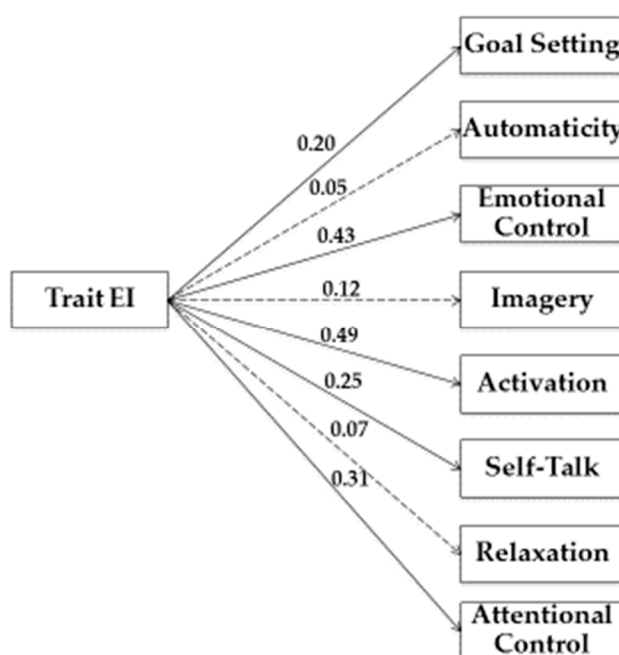 Goal Setting
0.20
Automaticity
0.05
Emotional
Control
0.43
Trait EI
0.12
Imagery
0.49
Activation
0.25
Self-Talk
0.07
Relaxation
0.31
Attentional
Control